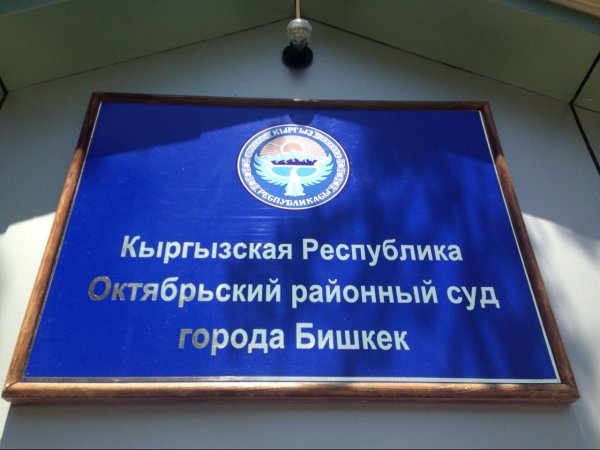 КЫРГЫЗ
РЕСПУБЛИКАСЫ
Кыргызская Республика
Октябрьский районный суд
города Бишкек